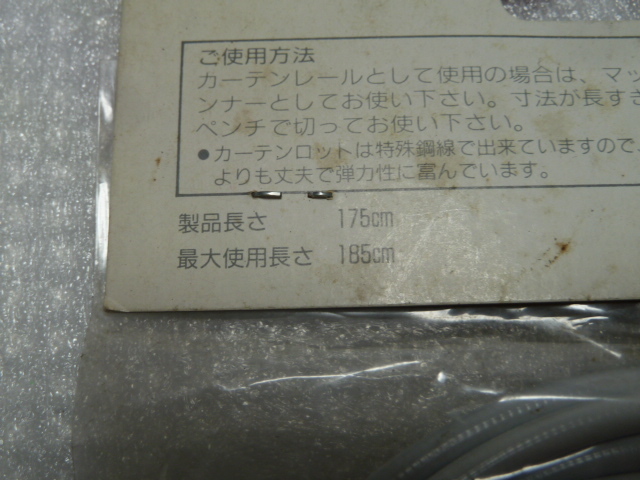 ご使用方法
カーテンレールとして使用の場合は、マッ
ンナーとしてお使い下さい。寸法が長す
ペンチで切ってお使い下さい。
●カーテンロットは特殊鋼線で出来ていますので、
よりも丈夫で弾力性に富んでいます。
製品長さ 175cm
最大使用長さ 185cm